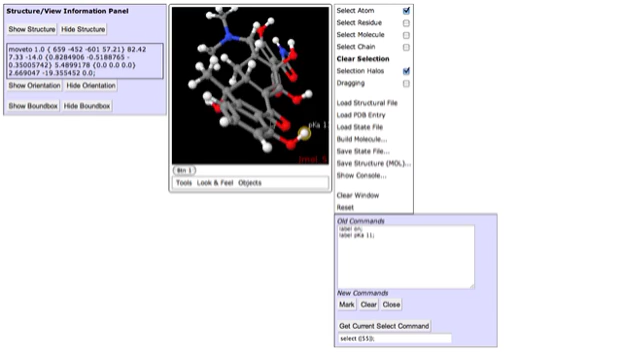 Structure/View Information Panel
Show Structure Hide Structure
moveto 1.0 { 659 -452 -601 57.21} 82.42
7.33 -14.0 {0.8284906 -0.5188765 -
0.35005742} 5.4899178 {0.0 0.0 0.0}
2.669047 -19.355452 0.0;
Show Orientation Hide Orientation
Show Boundbox Hide Boundbox
pKa 1
Btn 1
Tools Look & Feel Objects
Select Atom
Select Residue
Select Molecule
Select Chain
Clear Selection
Selection Halos
Dragging
Load Structural File
Load PDB Entry
Load State File
Build Molecule...
Save State File...
Save Structure (MOL)...
Show Console...
Clear Window
Reset
Old Commands
label on;
label pKa 11;
New Commands
Mark Clear Close
Get Current Select Command